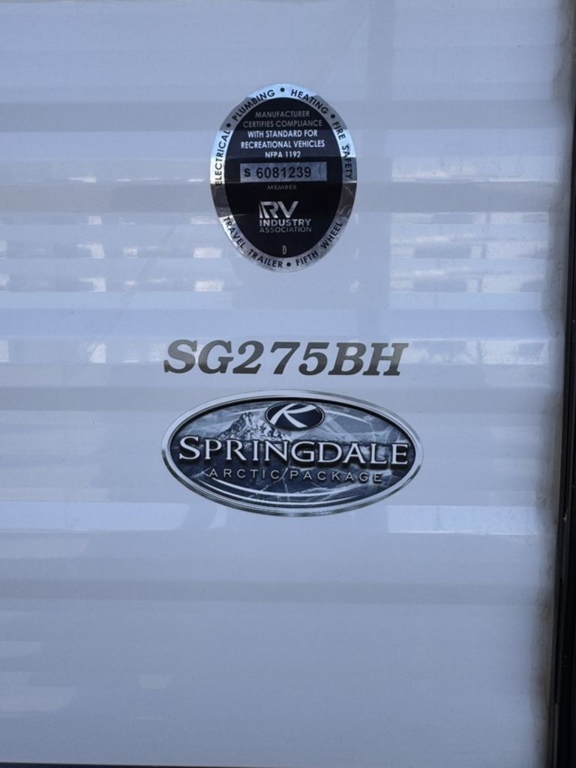 ELECTRICAL • PLUMBING • HEATING • FIRE SAFETY
MANUFACTURER
CERTIFIES COMPLIANCE
WITH STANDARD FOR
RECREATIONAL VEHICLES
NFPA 1192
S 6081239
MEMBER
RV
INDUSTRY
ASSOCIATION
D
TRAVEL TRAILER • FIFTH WHEEL
SG275BH
K
SPRINGDALE
ARCTIC PACKAGE